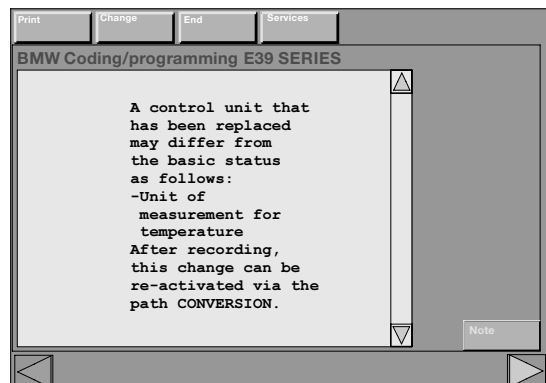 Print Change End Services
BMW Coding/programming E39 SERIES
A control unit that
has been replaced
may differ from
the basic status
as follows:
-Unit of
measurement for
temperature
After recording,
this change can be
re-activated via the
path CONVERSION.
Note